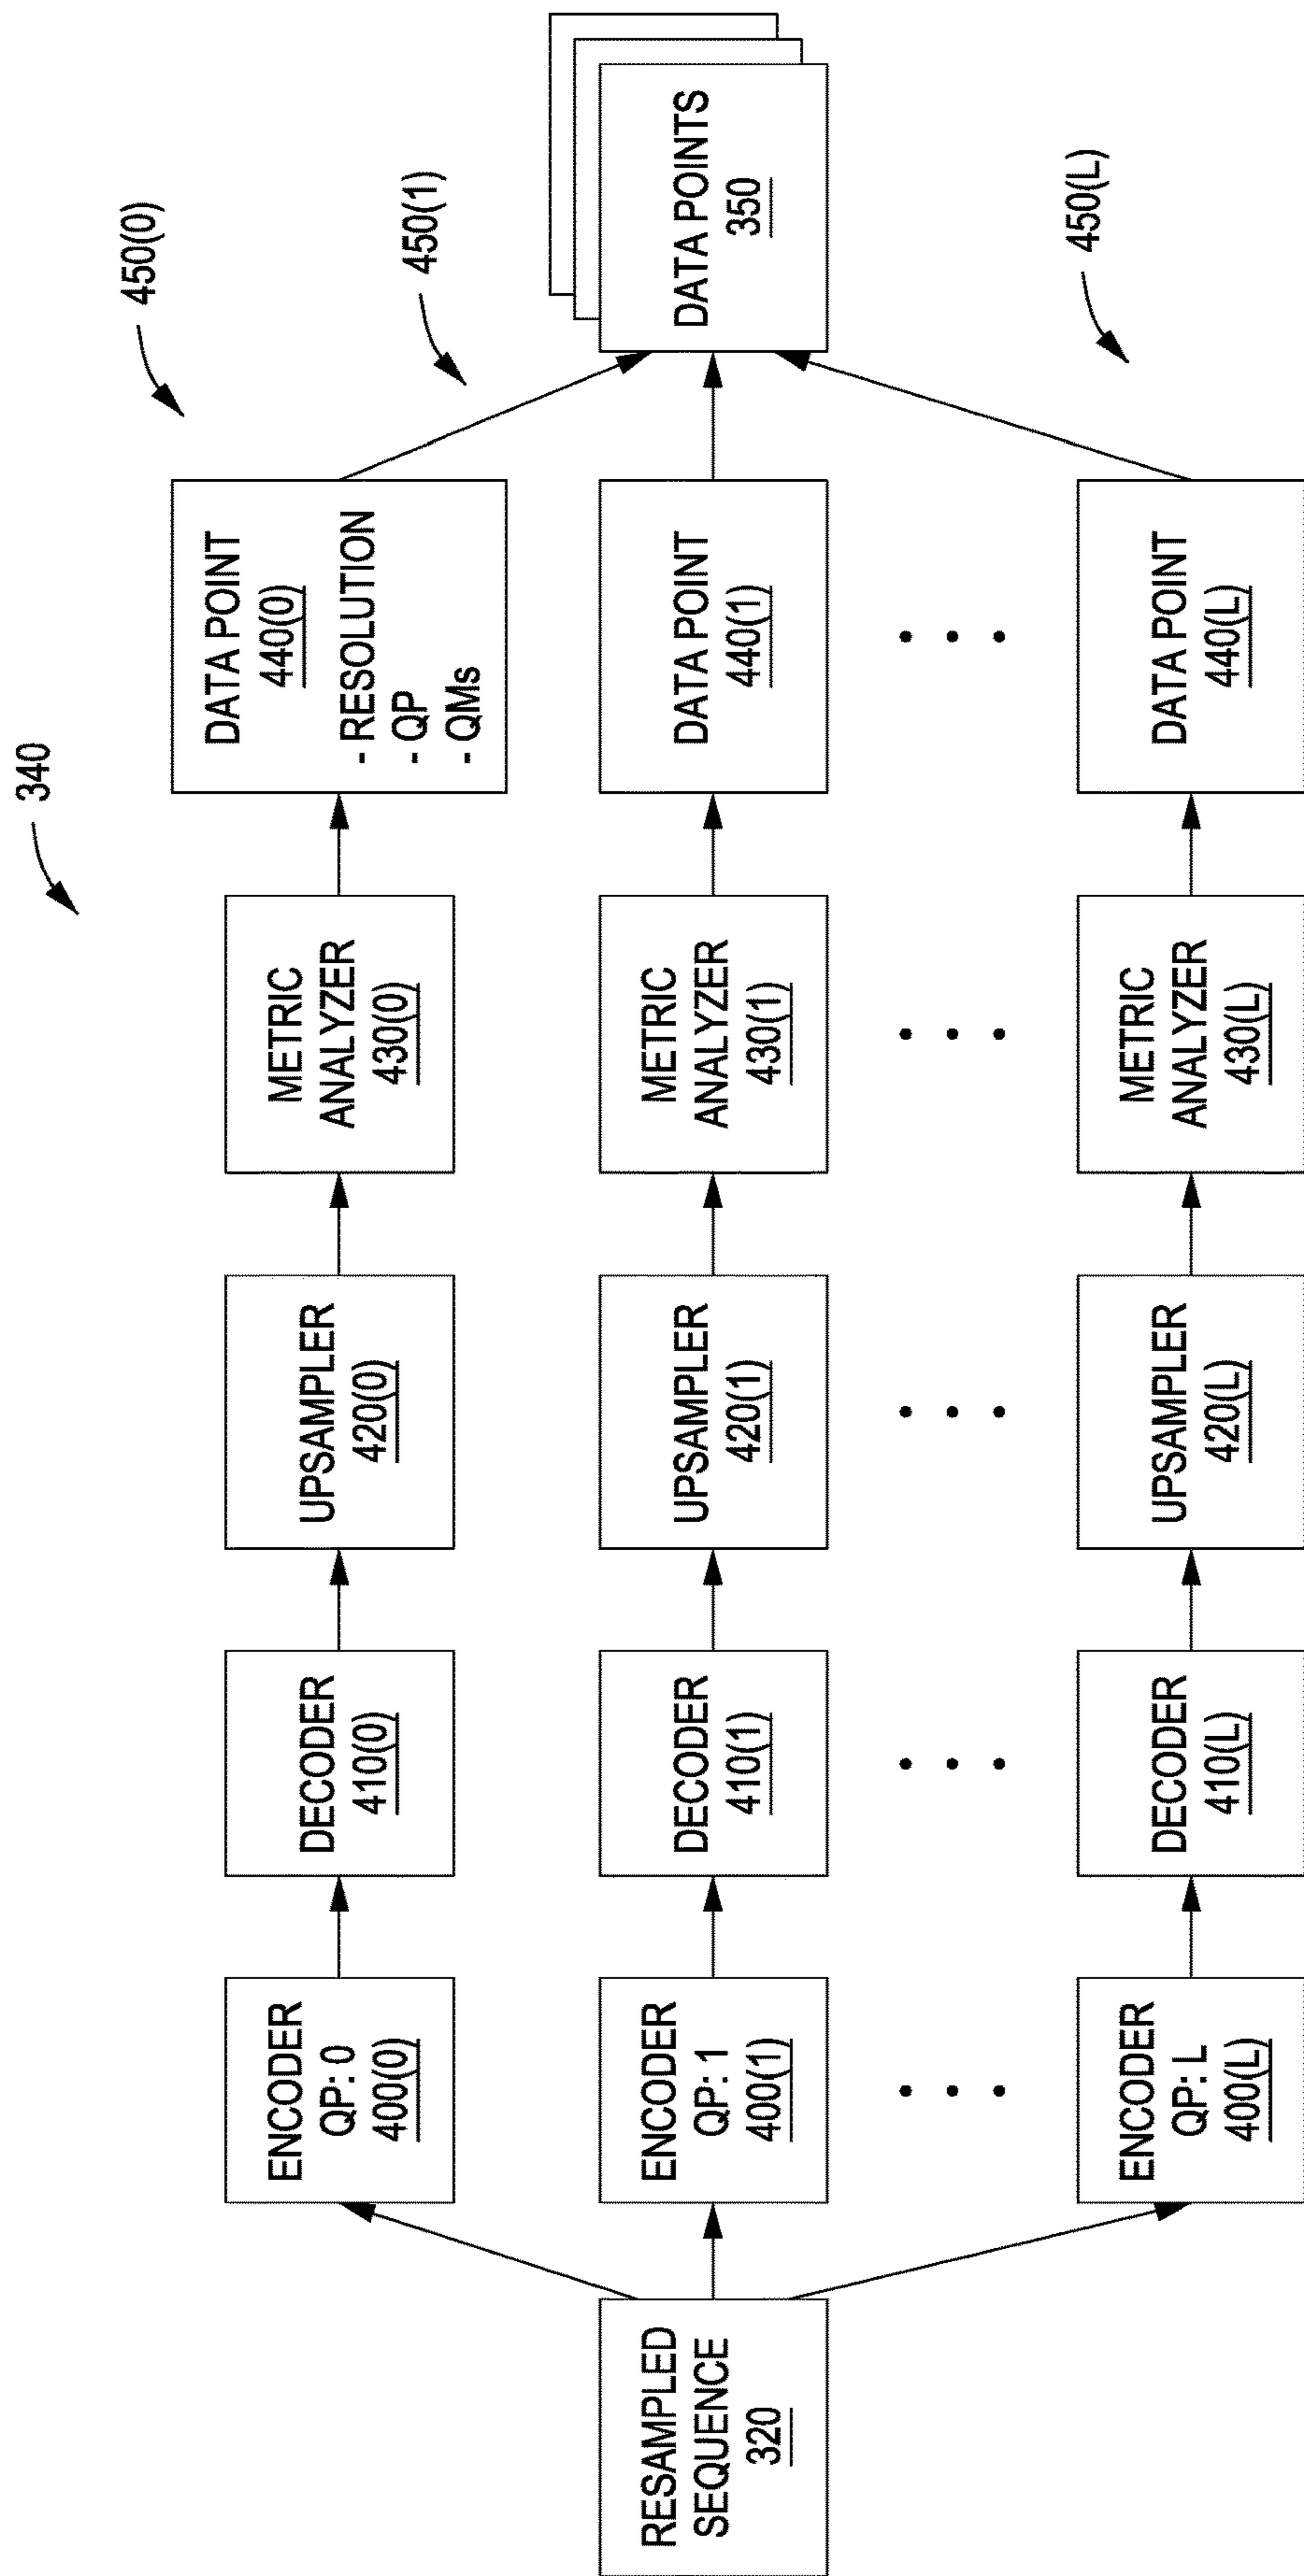 340
450(0)
450(1)
450(L)
RESAMPLED
SEQUENCE
320
ENCODER
QP: 0
400(0)
DECODER
410(0)
UPSAMPLER
420(0)
METRIC
ANALYZER
430(0)
DATA POINT
440(0)
- RESOLUTION
- QP
- QMs
ENCODER
QP: 1
400(1)
DECODER
410(1)
UPSAMPLER
420(1)
METRIC
ANALYZER
430(1)
DATA POINT
440(1)
DATA POINTS
350
ENCODER
QP: L
400(L)
DECODER
410(L)
UPSAMPLER
420(L)
METRIC
ANALYZER
430(L)
DATA POINT
440(L)